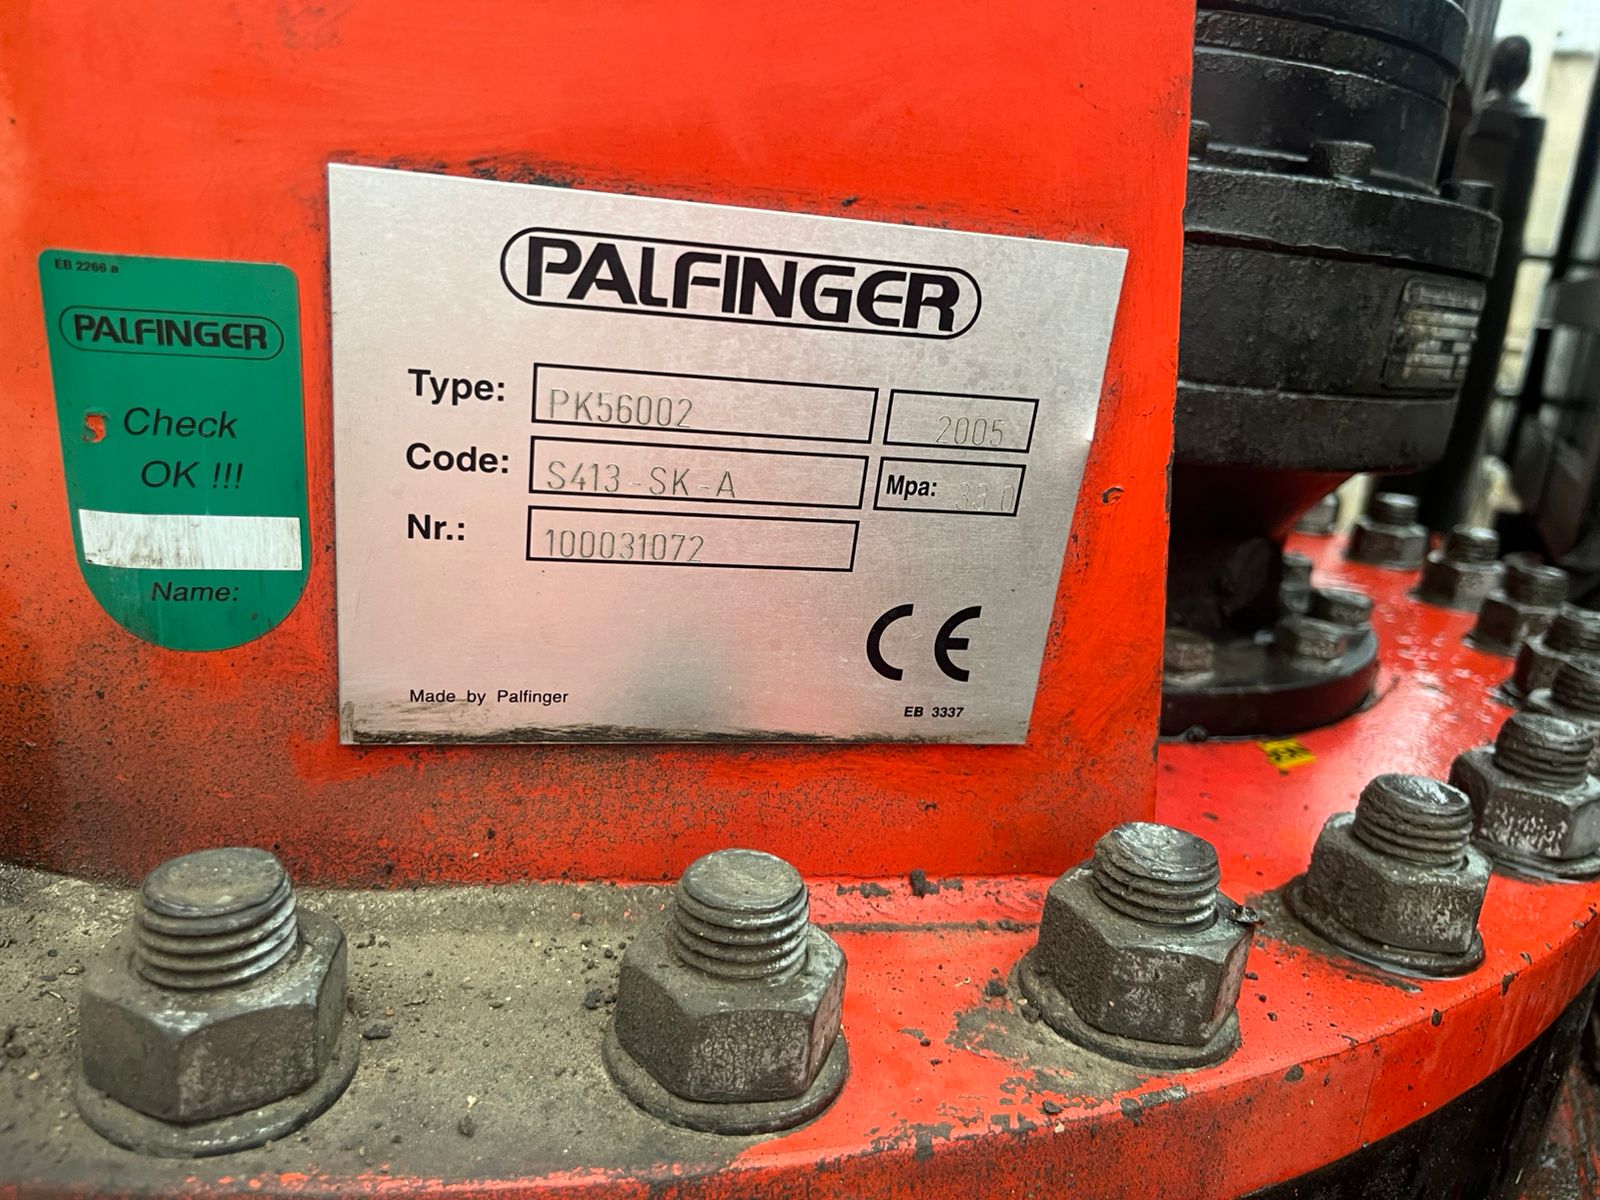 EB 2266 a
PALFINGER
Check
OK !!!
Name:
PALFINGER
Type: PK56002 2005
Code: S413-SK-A Mpa: 33.0
Nr.: 100031072
CE
Made by Palfinger
EB 3337